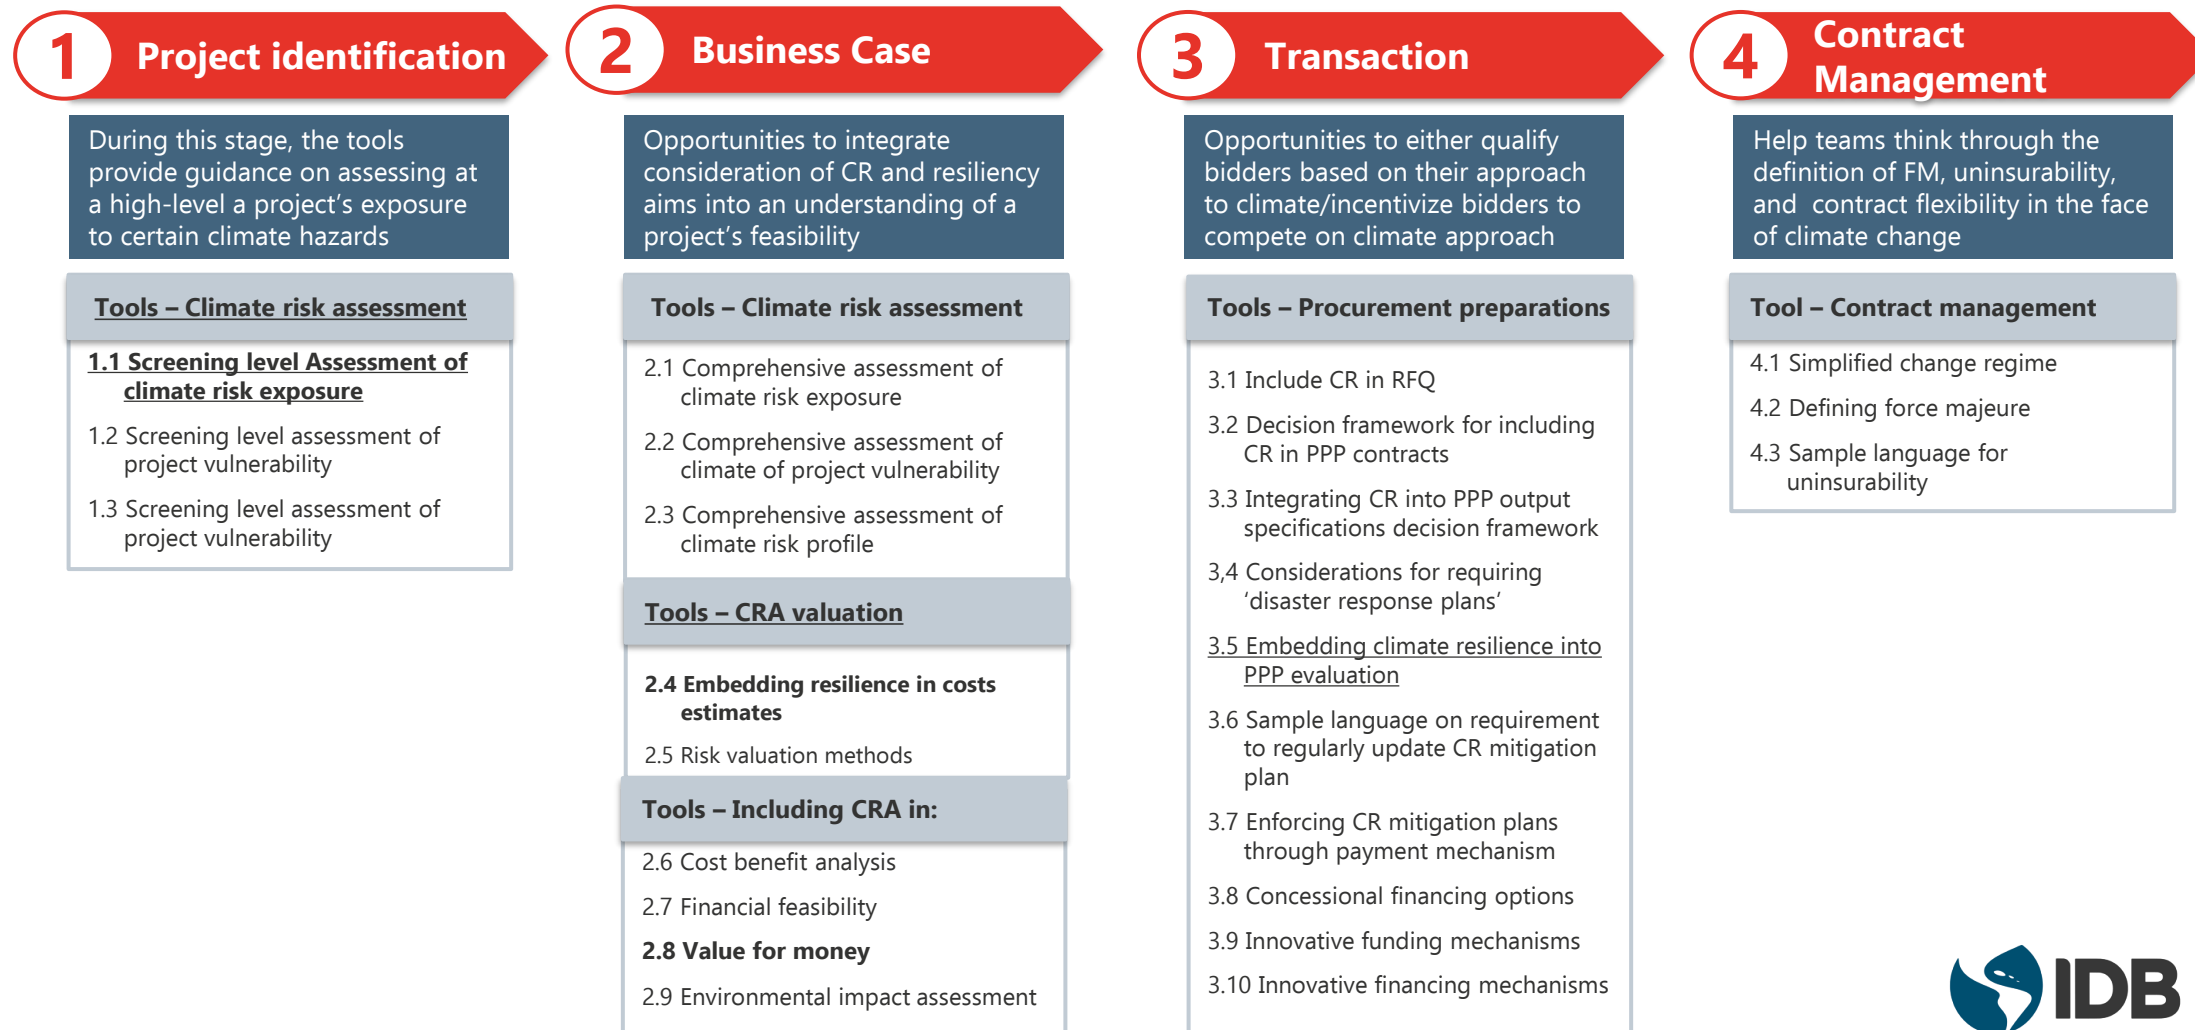 1
Project identification
During this stage, the tools
provide guidance on assessing at
a high-level a project's exposure
to certain climate hazards
Tools – Climate risk assessment
1.1 Screening level Assessment of
climate risk exposure
1.2 Screening level assessment of
project vulnerability
1.3 Screening level assessment of
project vulnerability
2
Business Case
Opportunities to integrate
consideration of CR and resiliency
aims into an understanding of a
project's feasibility
Tools – Climate risk assessment
2.1 Comprehensive assessment of
climate risk exposure
2.2 Comprehensive assessment of
climate of project vulnerability
2.3 Comprehensive assessment of
climate risk profile
Tools – CRA valuation
2.4 Embedding resilience in costs
estimates
2.5 Risk valuation methods
Tools – Including CRA in:
2.6 Cost benefit analysis
2.7 Financial feasibility
2.8 Value for money
2.9 Environmental impact assessment
3
Transaction
Opportunities to either qualify
bidders based on their approach
to climate/incentivize bidders to
compete on climate approach
Tools – Procurement preparations
3.1 Include CR in RFQ
3.2 Decision framework for including
CR in PPP contracts
3.3 Integrating CR into PPP output
specifications decision framework
3,4 Considerations for requiring
‘disaster response plans’
3.5 Embedding climate resilience into
PPP evaluation
3.6 Sample language on requirement
to regularly update CR mitigation
plan
3.7 Enforcing CR mitigation plans
through payment mechanism
3.8 Concessional financing options
3.9 Innovative funding mechanisms
3.10 Innovative financing mechanisms
4
Contract
Management
Help teams think through the
definition of FM, uninsurability,
and  contract flexibility in the face
of climate change
Tool – Contract management
4.1 Simplified change regime
4.2 Defining force majeure
4.3 Sample language for
uninsurability
IDB